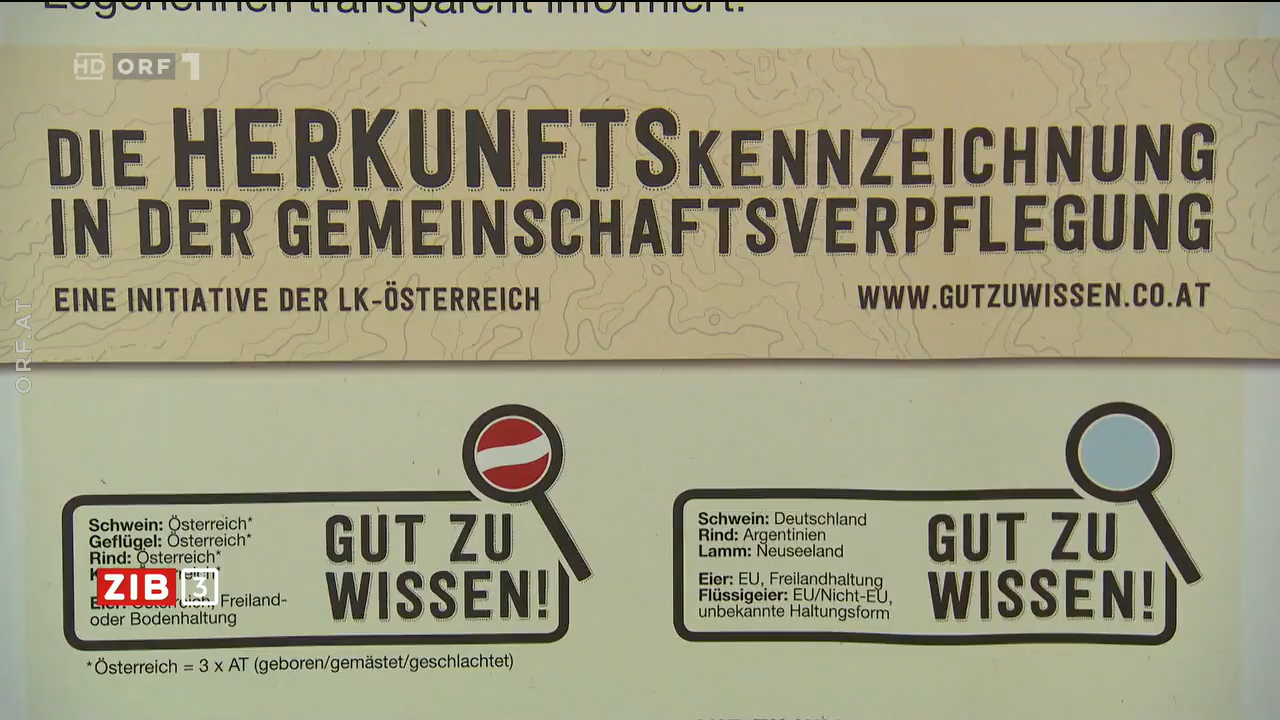 transparent informiert.
HD ORF 1
DIE HERKUNFTSKENNZEICHNUNG
IN DER GEMEINSCHAFTSVERPFLEGUNG
EINE INITIATIVE DER LK-ÖSTERREICH
WWW.GUTZUWISSEN.CO.AT
ORF.AT
Schwein: Österreich*
Geflügel: Österreich*
Rind: Österreich*
Freiland-
oder Bodenhaltung
GUT ZU
WISSEN!
ZIB 3
*Österreich = 3 x AT (geboren/gemästet/geschlachtet)
Schwein: Deutschland
Rind: Argentinien
Lamm: Neuseeland
Eier: EU, Freilandhaltung
Flüssigeier: EU/Nicht-EU,
unbekannte Haltungsform
GUT ZU
WISSEN!